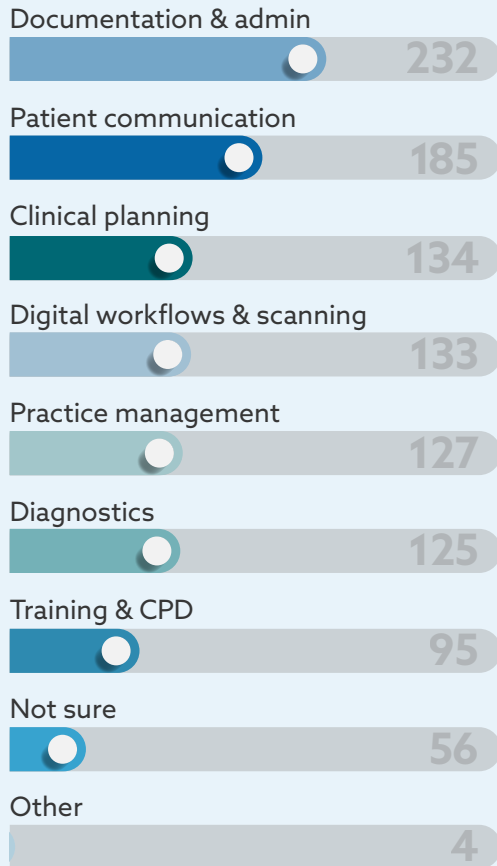 Documentation & admin
232
Patient communication
185
Clinical planning
134
Digital workflows & scanning
133
Practice management
127
Diagnostics
125
Training & CPD
95
Not sure
56
Other
4